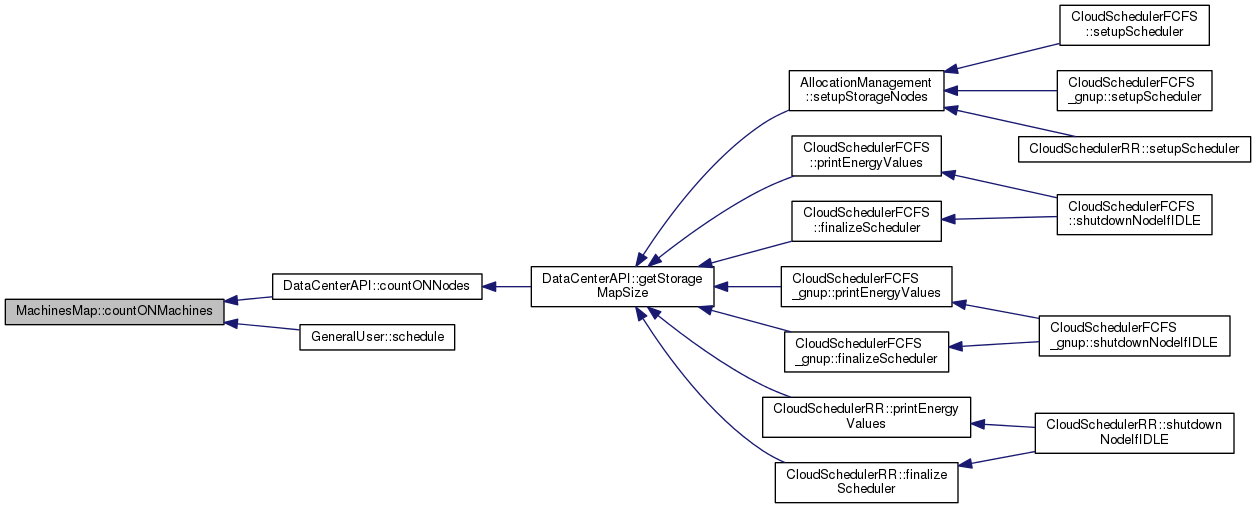 CloudSchedulerFCFS
::setupScheduler
AllocationManagement
::setupStorageNodes
CloudSchedulerFCFS
_gnup::setupScheduler
CloudSchedulerRR::setupScheduler
CloudSchedulerFCFS
::printEnergyValues
CloudSchedulerFCFS
::shutdownNodeIfIDLE
CloudSchedulerFCFS
::finalizeScheduler
MachinesMap::countONMachines
DataCenterAPI::countONNodes
GeneralUser::schedule
DataCenterAPI::getStorage
MapSize
CloudSchedulerFCFS
_gnup::printEnergyValues
CloudSchedulerFCFS
_gnup::shutdownNodeIfIDLE
CloudSchedulerFCFS
_gnup::finalizeScheduler
CloudSchedulerRR::printEnergy
Values
CloudSchedulerRR::shutdown
NodeIfIDLE
CloudSchedulerRR::finalize
Scheduler